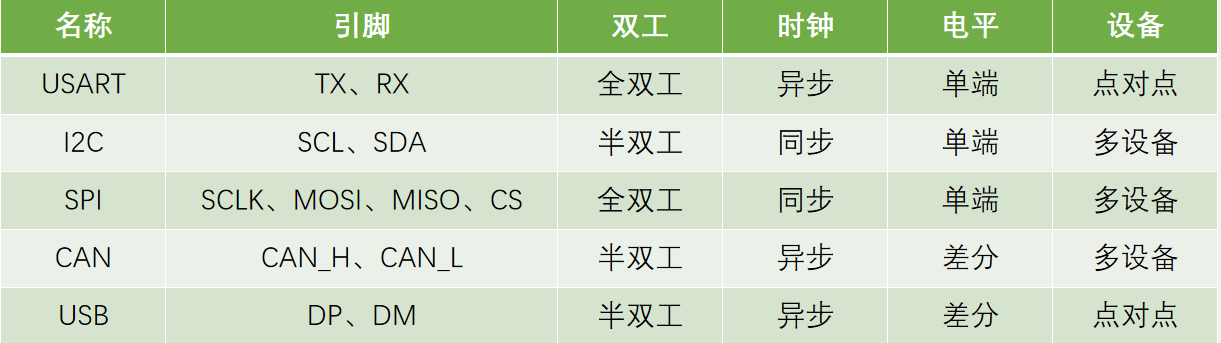 名称 引脚 双工 时钟 电平 设备
USART TX、RX 全双工 异步 单端 点对点
I2C SCL、SDA 半双工 同步 单端 多设备
SPI SCLK、MOSI、MISO、CS 全双工 同步 单端 多设备
CAN CAN_H、CAN_L 半双工 异步 差分 多设备
USB DP、DM 半双工 异步 差分 点对点